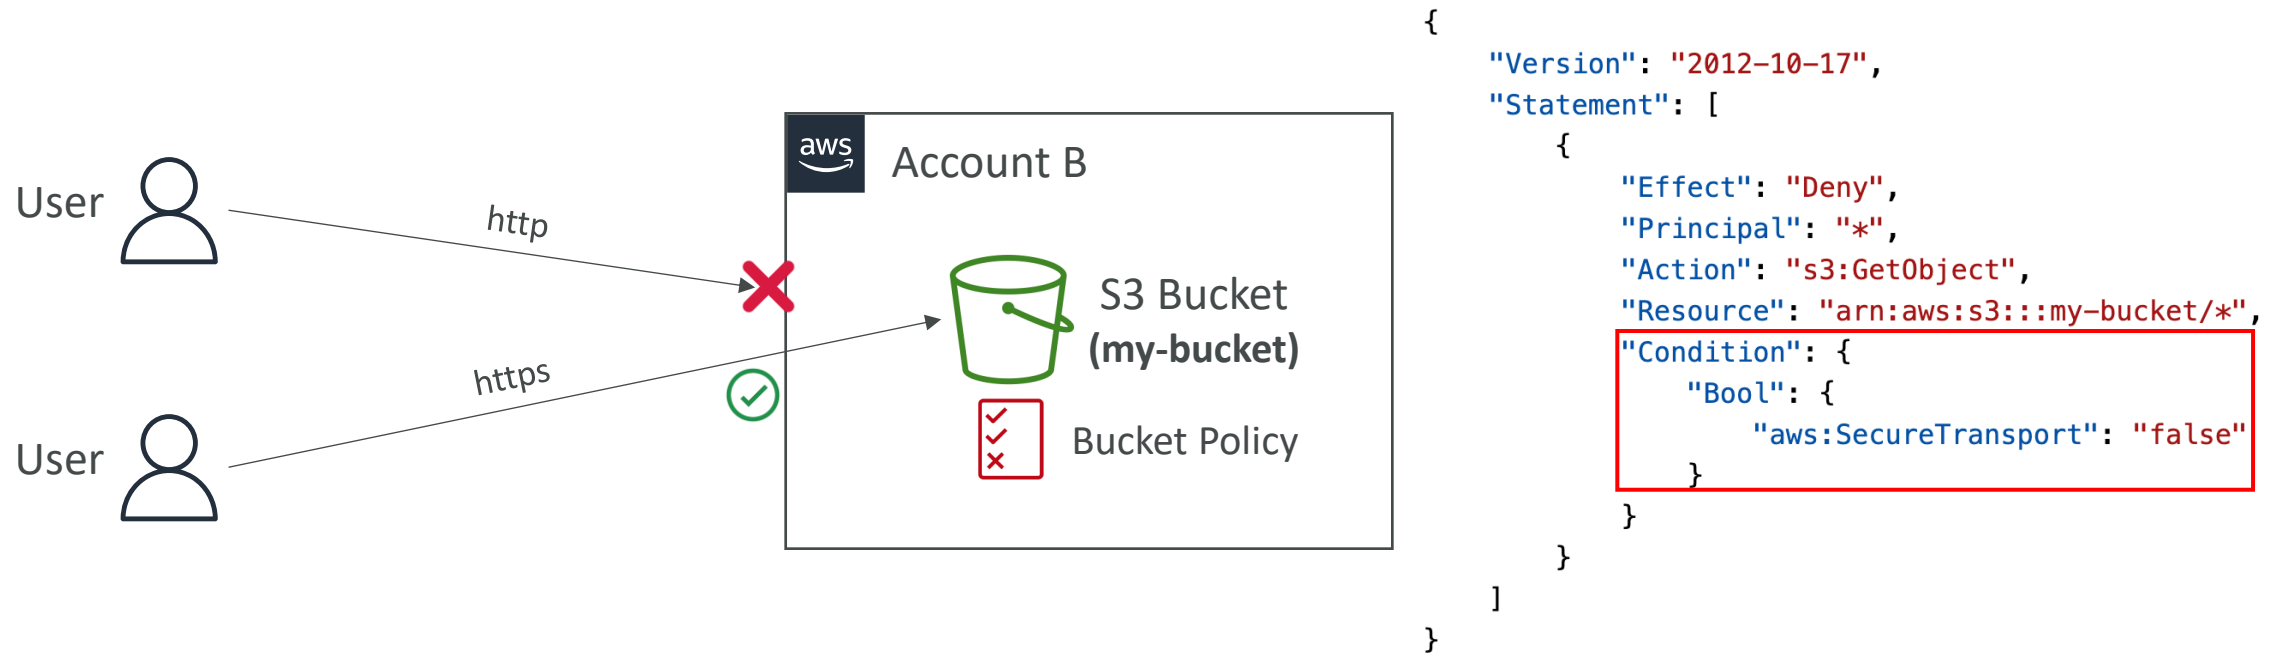 User
http
User
https
aws
Account B
S3 Bucket
(my-bucket)
Bucket Policy
{
    "Version": "2012-10-17",
    "Statement": [
        {
            "Effect": "Deny",
            "Principal": "*",
            "Action": "s3:GetObject",
            "Resource": "arn:aws:s3:::my-bucket/*",
            "Condition": {
                "Bool": {
                    "aws:SecureTransport": "false"
                }
            }
        }
    ]
}